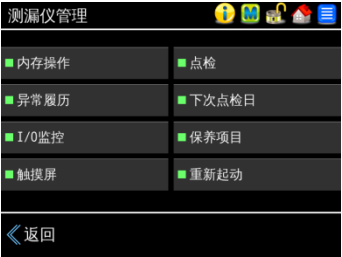 测漏仪管理
内存操作
点检
异常履历
下次点检日
I/O监控
保养项目
触摸屏
重新起动
返回